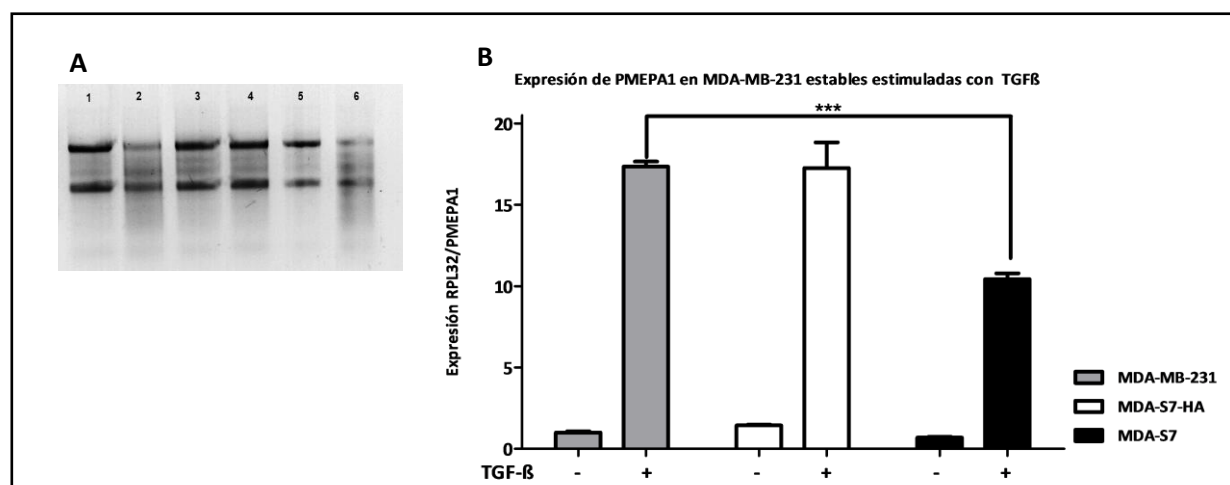 A
1 2 3 4 5 6
B
Expresión de PMEPA1 en MDA-MB-231 estables estimuladas con TGFß
***
Expresión RPL32/PMEPA1
20
15
10
5
0
TGF-ß - + - + - +
MDA-MB-231
MDA-S7-HA
MDA-S7